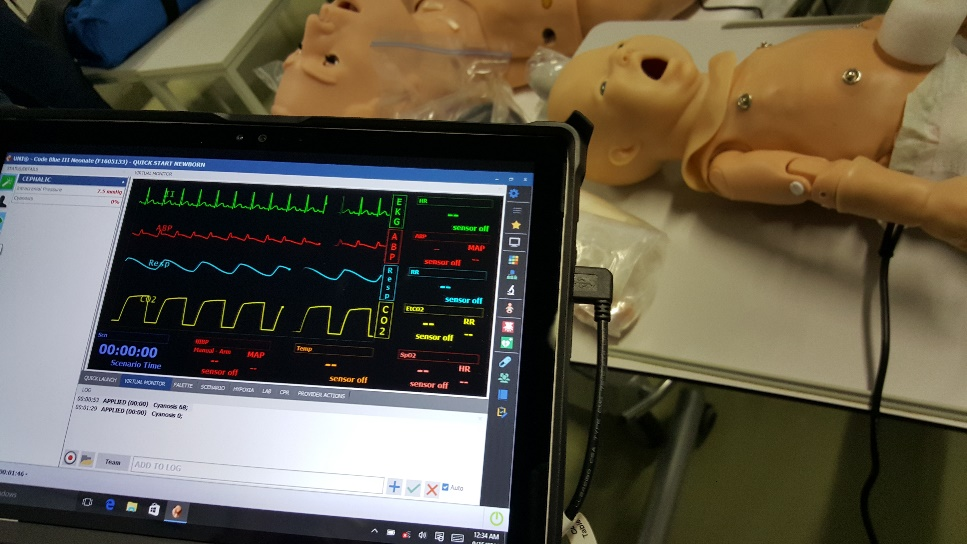 UNI® - Code Blue III Neonate (F1605133) - QUICK START NEWBORN
STATUS/DETAILS
VIRTUAL MONITOR
CEPHALIC
Intracranial Pressure 7.5 mmHg
Cyanosis 0%
II
EKG
HR
--
sensor off
ABP
ABP
ABP
MAP
--
sensor off
Resp
Resp
RR
--
sensor off
CO2
CO2
EtCO2
RR
-- --
sensor off
00:00:00
Scenario Time
NIBP
Manual - Arm
MAP
-- --
sensor off
Temp
--
sensor off
SpO2
HR
-- --
sensor off
QUICK LAUNCH VIRTUAL MONITOR PALETTE SCENARIO HYPOXIA LAB CPR PROVIDER ACTIONS
LOG
00:00:53 APPLIED (00:00) Cyanosis 68;
00:01:29 APPLIED (00:00) Cyanosis 0;
Team
ADD TO LOG
Auto
00:01:46
12:34 AM